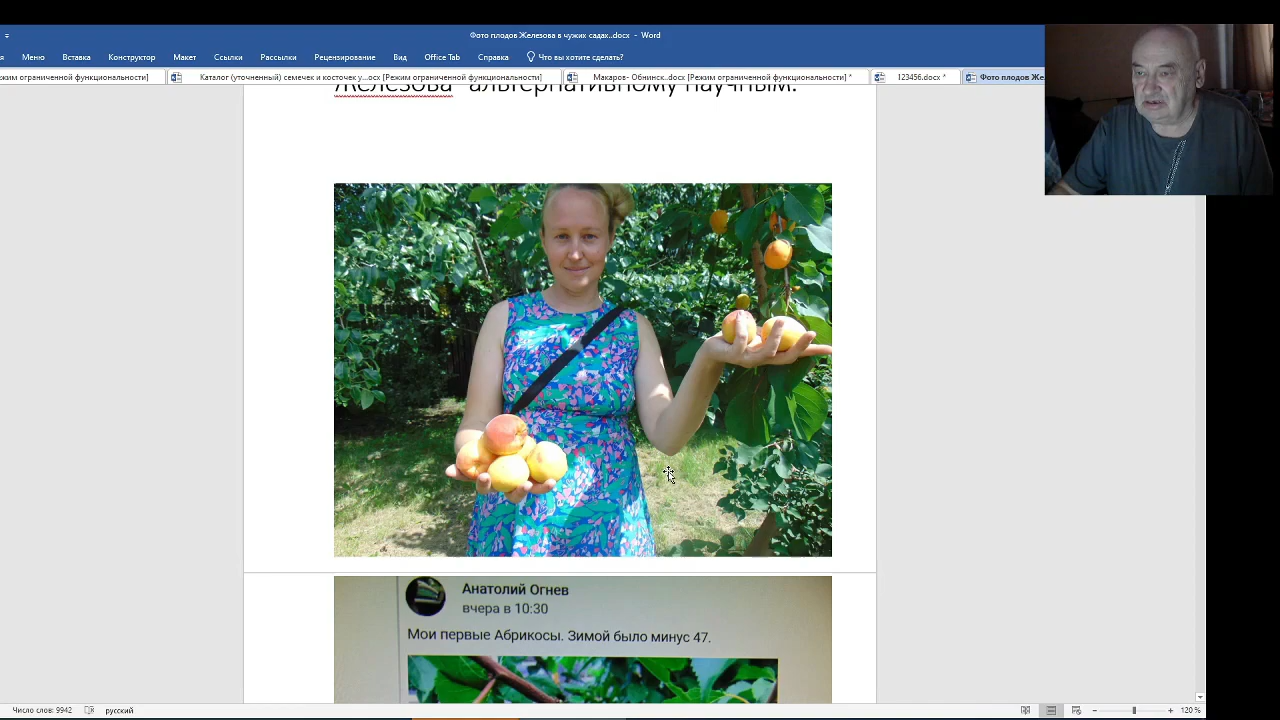 Фото плодов Железова в чужих садах..docx - Word
Меню Вставка Конструктор Макет Ссылки Рассылки Рецензирование Вид Office Tab Справка Что вы хотите сделать?
ограниченной функциональности] Каталог (уточненный) семечек и косточек у...ocx [Режим ограниченной функциональности] Макаров- Обнинск..docx [Режим ограниченной функциональности] * 123456.docx * Фото плодов
Железова- альтернативному научным.
Анатолий Огнев
вчера в 10:30
Мои первые Абрикосы. Зимой было минус 47.
Число слов: 9942 русский 120 %